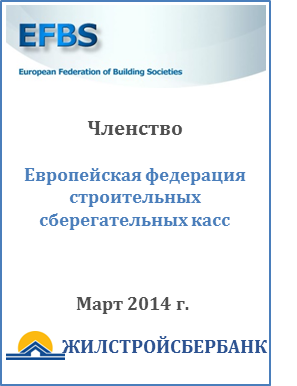 EFBS
European Federation of Building Societies
Членство
Европейская федерация
строительных
сберегательных касс
Март 2014 г.
ЖИЛСТРОЙСБЕРБАНК